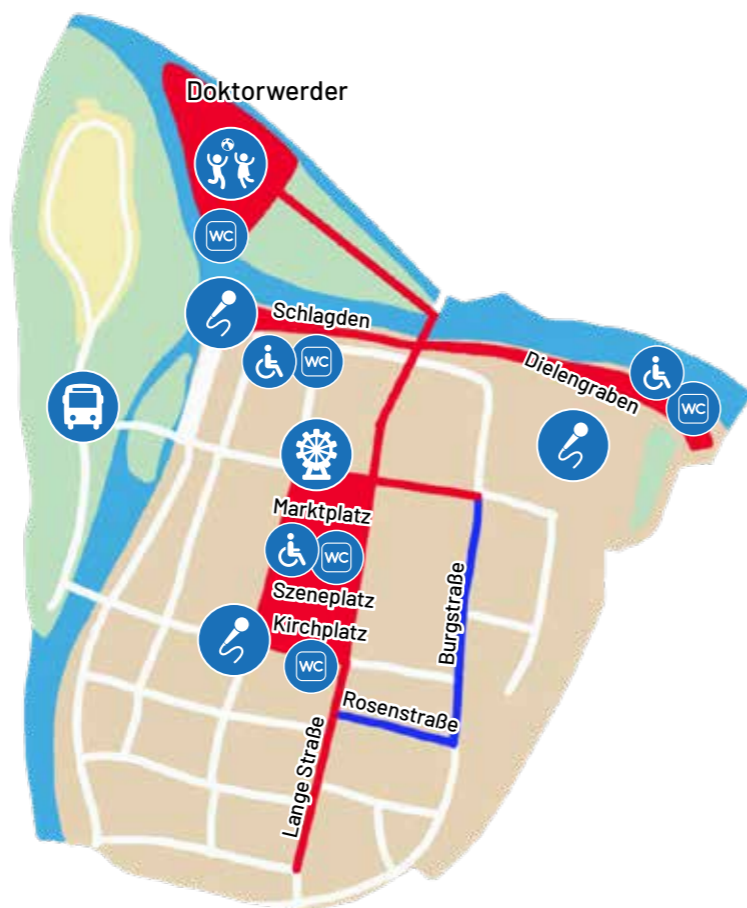 Doktorwerder
WC
Schlagden
WC
Dielengraben
WC
Marktplatz
WC
Szeneplatz
Kirchplatz
WC
Burgstraße
Rosenstraße
Lange Straße